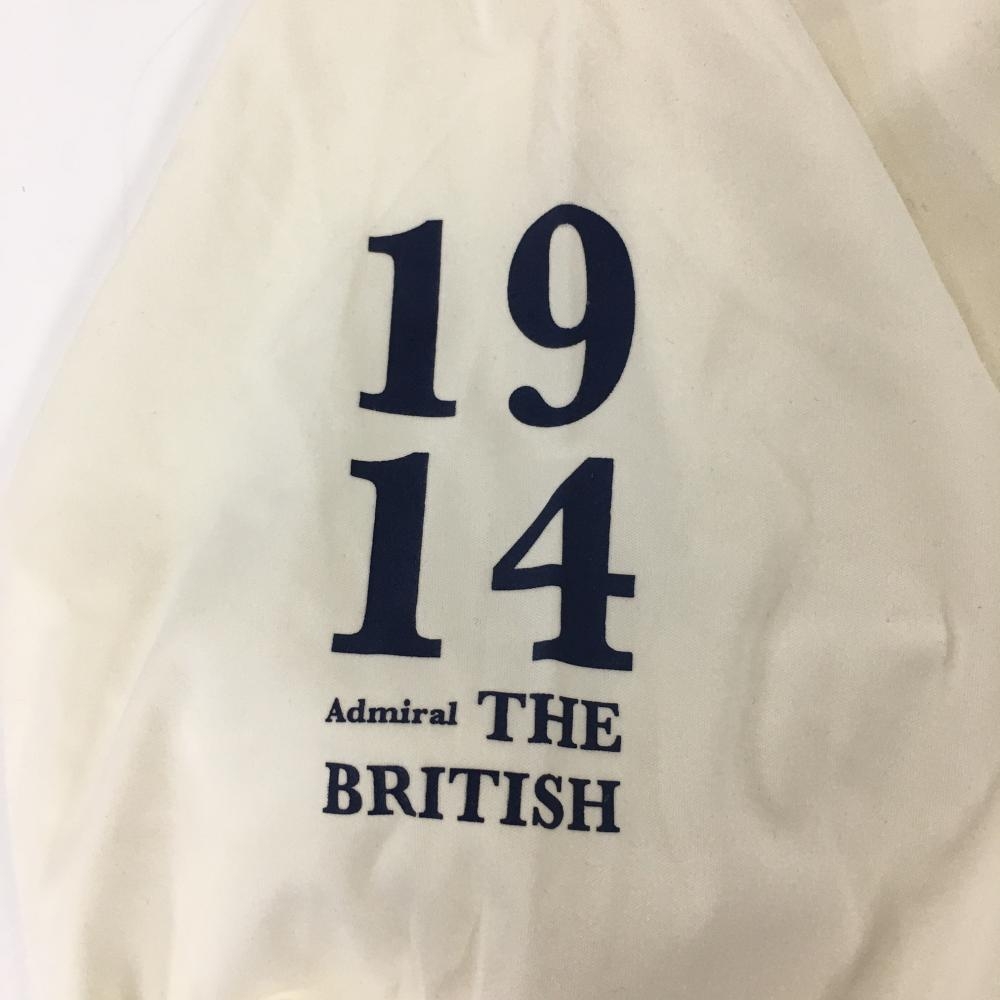 19
14
Admiral THE
BRITISH